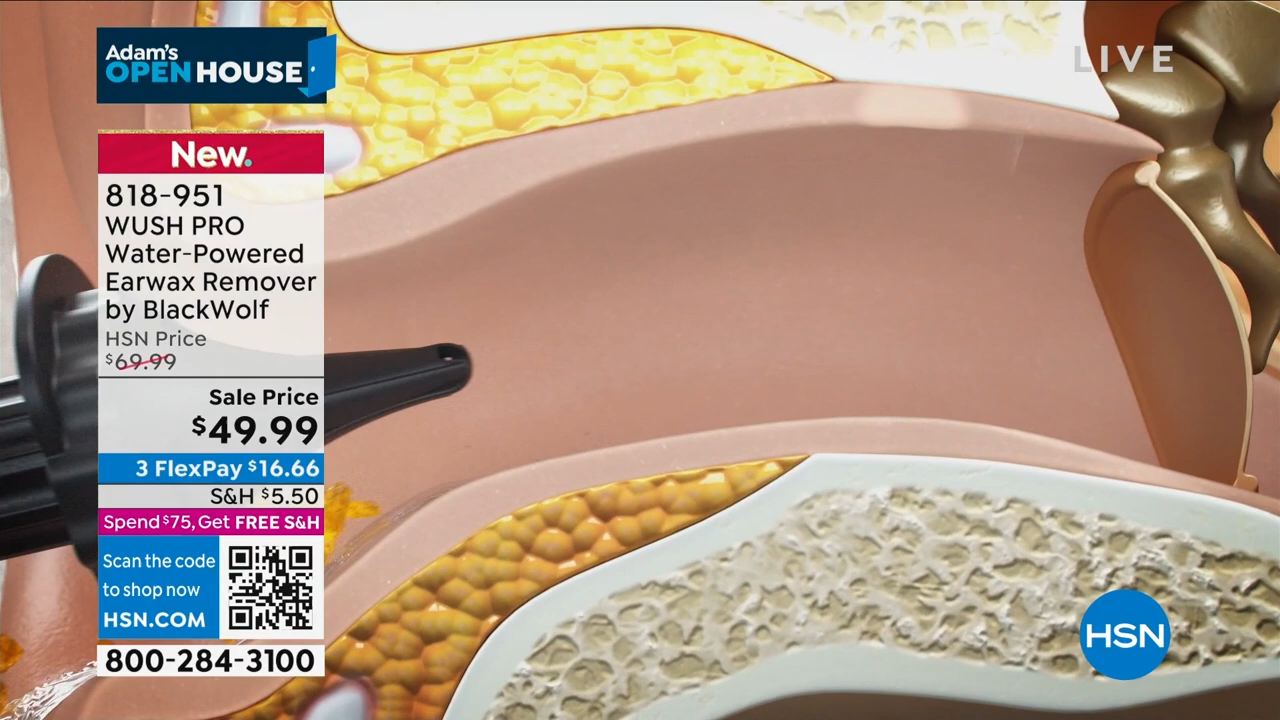 Adam's
OPEN HOUSE
LIVE
New.
818-951
WUSH PRO
Water-Powered
Earwax Remover
by BlackWolf
HSN Price
$69.99
Sale Price
$49.99
3 FlexPay $16.66
S&H $5.50
Spend $75, Get FREE S&H
Scan the code
to shop now
HSN.COM
800-284-3100
HSN